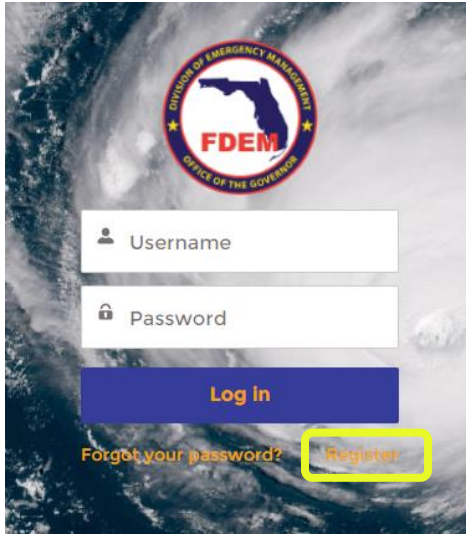 DIVISION OF EMERGENCY MANAGEMENT
FDEM
OFFICE OF THE GOVERNOR
Username
Password
Log in
Forgot your password? Register